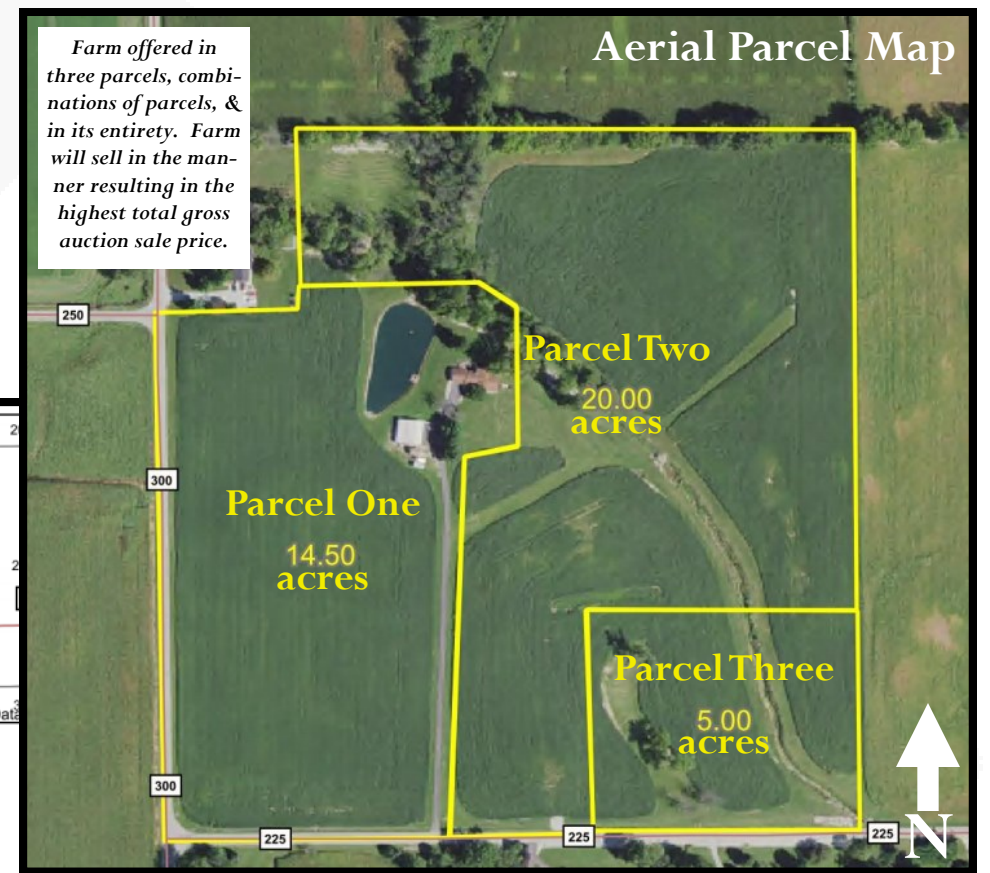 Farm offered in
three parcels, combi-
nations of parcels, &
in its entirety. Farm
will sell in the man-
ner resulting in the
highest total gross
auction sale price.
Aerial Parcel Map
250
Parcel Two
20.00
acres
300
Parcel One
14.50
acres
Parcel Three
5.00
acres
300
225
225
225
N